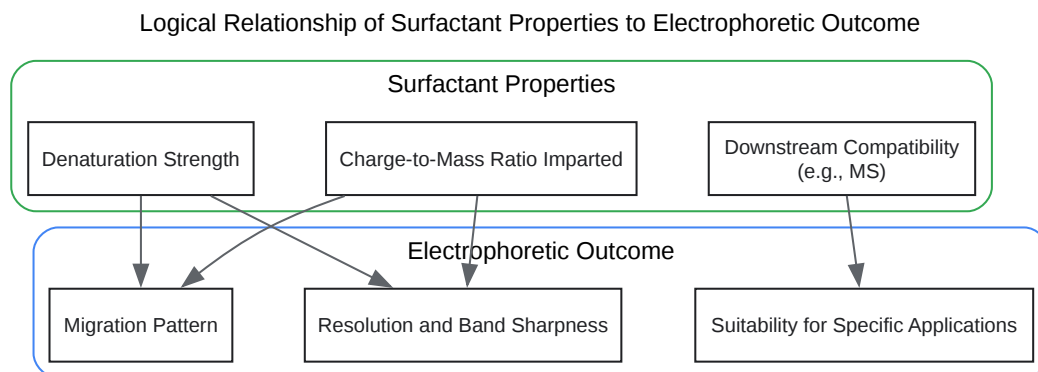 Logical Relationship of Surfactant Properties to Electrophoretic Outcome
Surfactant Properties
Denaturation Strength
Charge-to-Mass Ratio Imparted
Downstream Compatibility
(e.g., MS)
Electrophoretic Outcome
Migration Pattern
Resolution and Band Sharpness
Suitability for Specific Applications